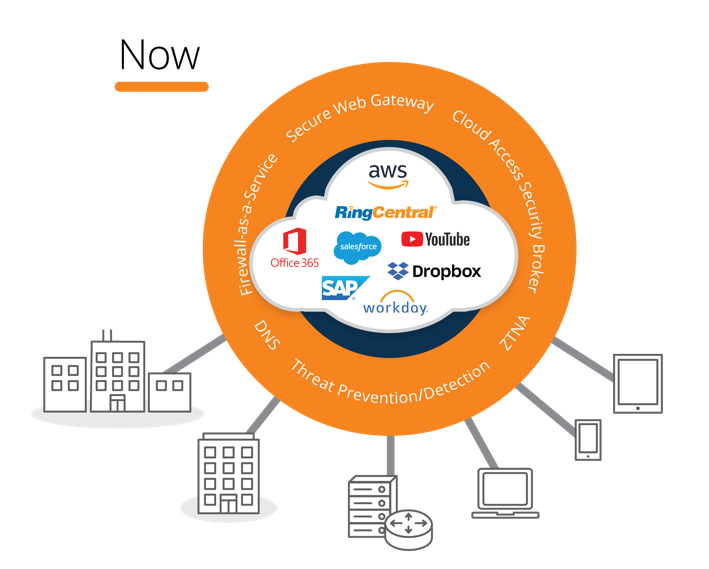 Now
Secure Web Gateway
Cloud Access Security Broker
Firewall-as-a-Service
aws
RingCentral®
Office 365
salesforce
YouTube
Dropbox
SAP®
workday.
DNS
ZTNA
Threat Prevention/Detection